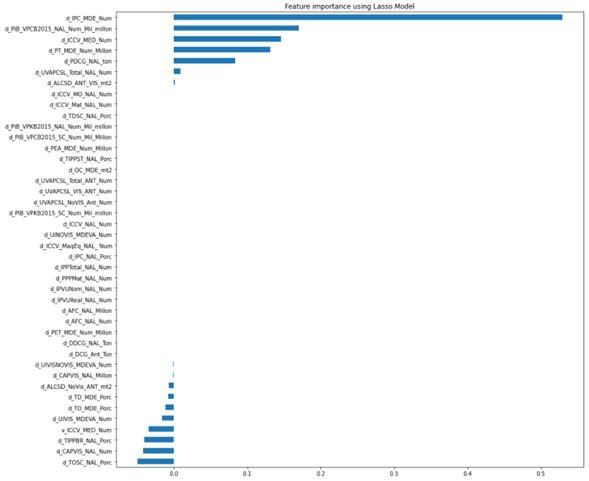 Feature importance using Lasso Model
d_IPC_MDE_Num
d_PIB_VPCB2015_NAL_Num_Mil_millon
d_ICCV_MED_Num
d_PT_MDE_Num_Millon
d_PDCG_NAL_ton
d_UVAPCSL_Total_NAL_Num
d_ALCSD_ANT_VIS_mt2
d_ICCV_MO_NAL_Num
d_ICCV_Mat_NAL_Num
d_TDSC_NAL_Porc
d_PIB_VPKB2015_NAL_Num_Mil_millon
d_PIB_VPCB2015_SC_Num_Mil_Millon
d_PEA_MDE_Num_Millon
d_TIPPST_NAL_Porc
d_OC_MDE_mt2
d_UVAPCSL_Total_ANT_Num
d_UVAPCSL_VIS_ANT_Num
d_UVAPCSL_NoVIS_Ant_Num
d_PIB_VPKB2015_SC_Num_Mil_millon
d_ICCV_NAL_Num
d_UINOVIS_MDEVA_Num
d_ICCV_MaqEq_NAL_ Num
d_IPC_NAL_Porc
d_IPPTotal_NAL_Num
d_PPPMat_NAL_Num
d_IPVUNom_NAL_Num
d_IPVUReal_NAL_Num
d_AFC_NAL_Millon
d_AFC_NAL_Num
d_PET_MDE_Num_Millon
d_DDCG_NAL_Ton
d_DCG_Ant_Ton
d_UIVISNOVIS_MDEVA_Num
d_CAPVIS_NAL_Millon
d_ALCSD_NoVis_ANT_mt2
d_TD_MDE_Porc
d_TO_MDE_Porc
d_UIVIS_MDEVA_Num
v_ICCV_MED_Num
d_TIPPBR_NAL_Porc
d_CAPVIS_NAL_Num
d_TOSC_NAL_Porc
0.0 0.1 0.2 0.3 0.4 0.5